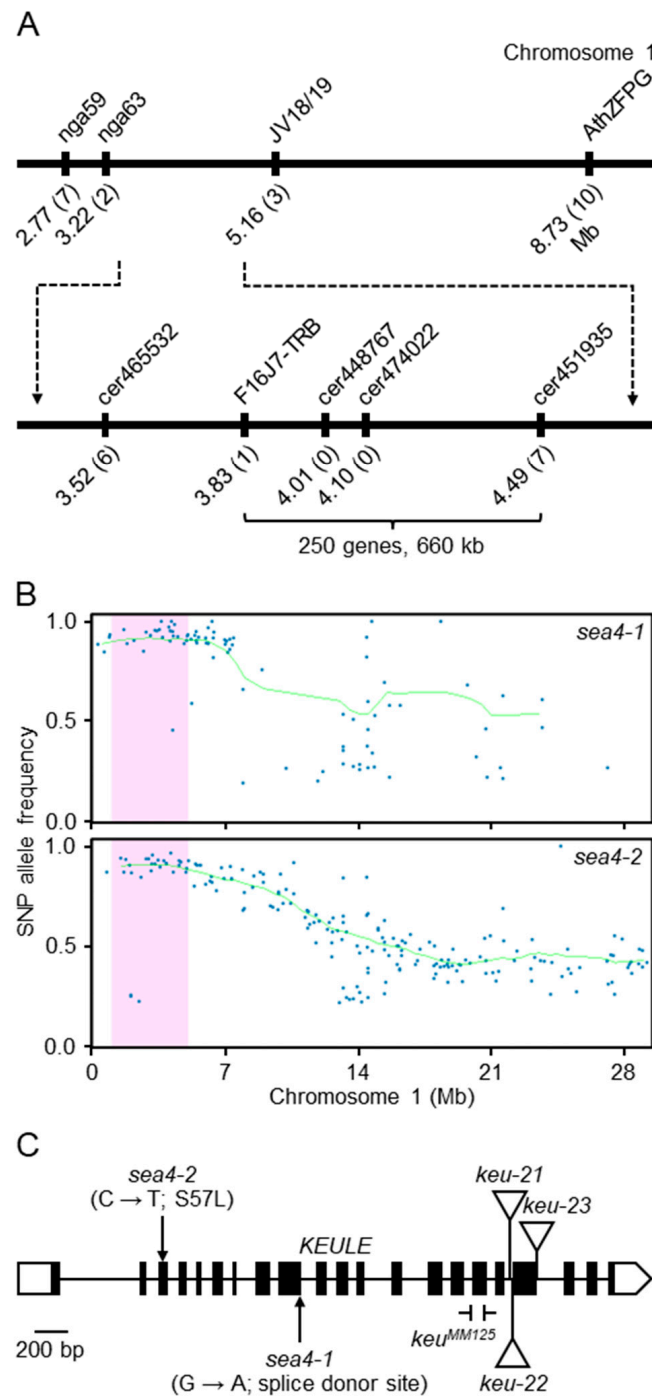 A
Chromosome 1
nga59
nga63
JV18/19
AthZFPG
2.77 (7)
3.22 (2)
5.16 (3)
8.73 (10)
Mb
cer465532
F16J7-TRB
cer448767
cer474022
cer451935
3.52 (6)
3.83 (1)
4.01 (0)
4.10 (0)
4.49 (7)
250 genes, 660 kb
B
SNP allele frequency
1.0
0.5
0.0
sea4-1
1.0
0.5
0.0
sea4-2
0 7 14 21 28
Chromosome 1 (Mb)
C
sea4-2
(C → T; S57L)
KEULE
keu-21
keu-23
200 bp
sea4-1
(G → A; splice donor site)
keuMM125
keu-22